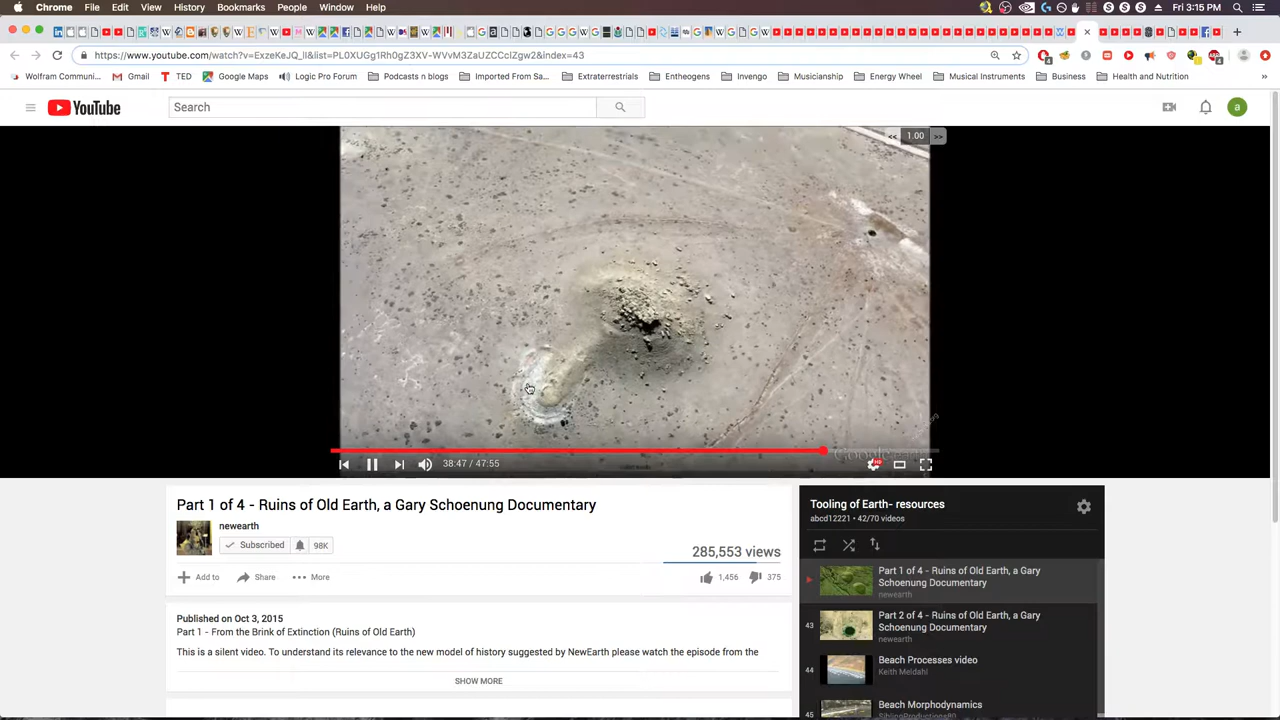 Chrome File Edit View History Bookmarks People Window Help Fri 3:15 PM
https://www.youtube.com/watch?v=ExzeKeJQ_lI&list=PL0XUGg1Rh0gZ3XV-WVvM3ZaUZCCcIZgw2&index=43
Wolfram Communi... Gmail TED Google Maps Logic Pro Forum Podcasts n blogs Imported From Sa... Extraterrestrials Entheogens Invengo Musicianship Energy Wheel Musical Instruments Business Health and Nutrition »
YouTube Search a
<< 1.00 >>
Google
38:47 / 47:55 HD
Part 1 of 4 - Ruins of Old Earth, a Gary Schoenung Documentary
newearth
Subscribed 98K
285,553 views
Add to Share More 1,456 375
Published on Oct 3, 2015
Part 1 - From the Brink of Extinction (Ruins of Old Earth)
This is a silent video. To understand its relevance to the new model of history suggested by NewEarth please watch the episode from the
SHOW MORE
Tooling of Earth- resources
abcd12221 • 42/70 videos
Part 1 of 4 - Ruins of Old Earth, a Gary
Schoenung Documentary
newearth
43 Part 2 of 4 - Ruins of Old Earth, a Gary
Schoenung Documentary
newearth
44 Beach Processes video
Keith Meldahl
45 Beach Morphodynamics